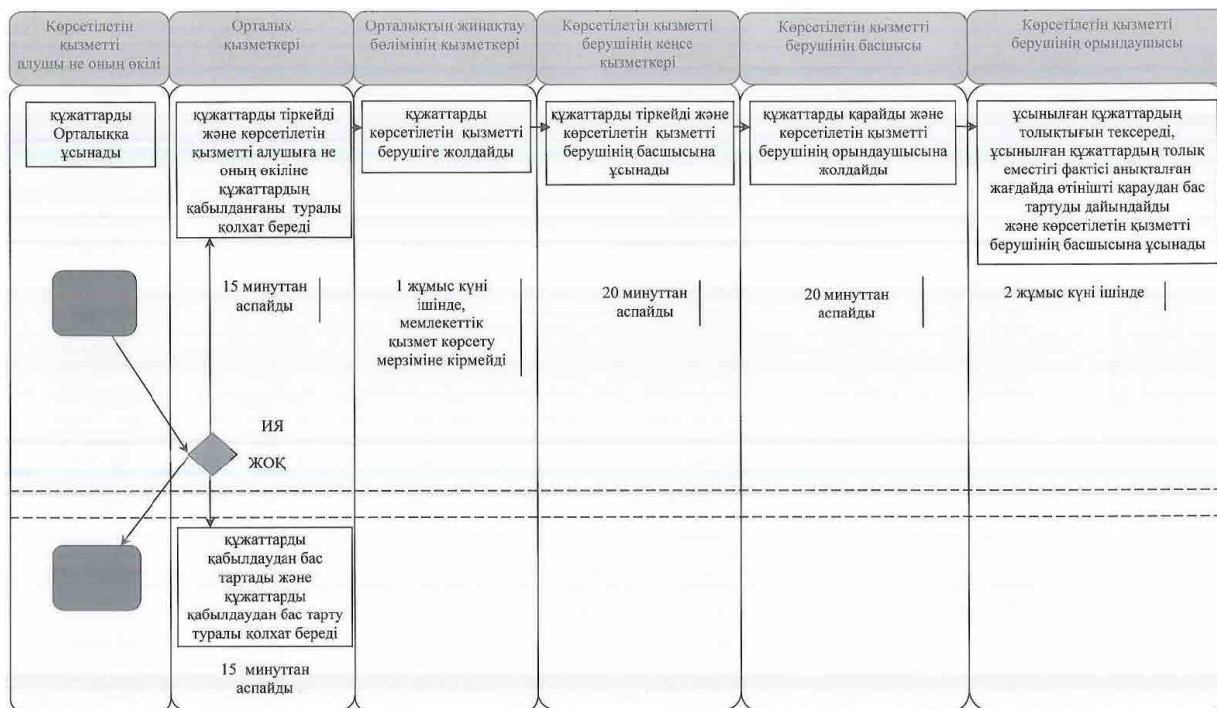 Көрсетілетін
қызметті
алушы не оның өкілі
Орталық
қызметкері
Орталықтың жинақтау
бөлімінің қызметкері
Көрсетілетін қызметті
берушінің кеңсе
қызметкері
Көрсетілетін қызметті
берушінің басшысы
Көрсетілетін қызметті
берушінің орындаушысы
құжаттарды
Орталыққа
ұсынады
құжаттарды тіркейді
және көрсетілетін
қызметті алушыға не
оның өкіліне
құжаттардың
қабылданғаны туралы
қолхат береді
құжаттарды
көрсетілетін қызметті
берушіге жолдайды
құжаттарды тіркейді және
көрсетілетін қызметті
берушінің басшысына
ұсынады
құжаттарды қарайды және
көрсетілетін қызметті
берушінің орындаушысына
жолдайды
ұсынылған құжаттардың
толықтығын тексереді,
ұсынылған құжаттардың толық
еместігі фактісі анықталған
жағдайда өтінішті қараудан бас
тартуды дайындайды
және көрсетілетін қызметті
берушінің басшысына ұсынады
15 минуттан
аспайды
1 жұмыс күні
ішінде,
мемлекеттік
қызмет көрсету
мерзіміне кірмейді
20 минуттан
аспайды
20 минуттан
аспайды
2 жұмыс күні ішінде
ИЯ
ЖОҚ
құжаттарды
қабылдаудан бас
тартады және
құжаттарды
қабылдаудан бас тарту
туралы қолхат береді
15 минуттан
аспайды